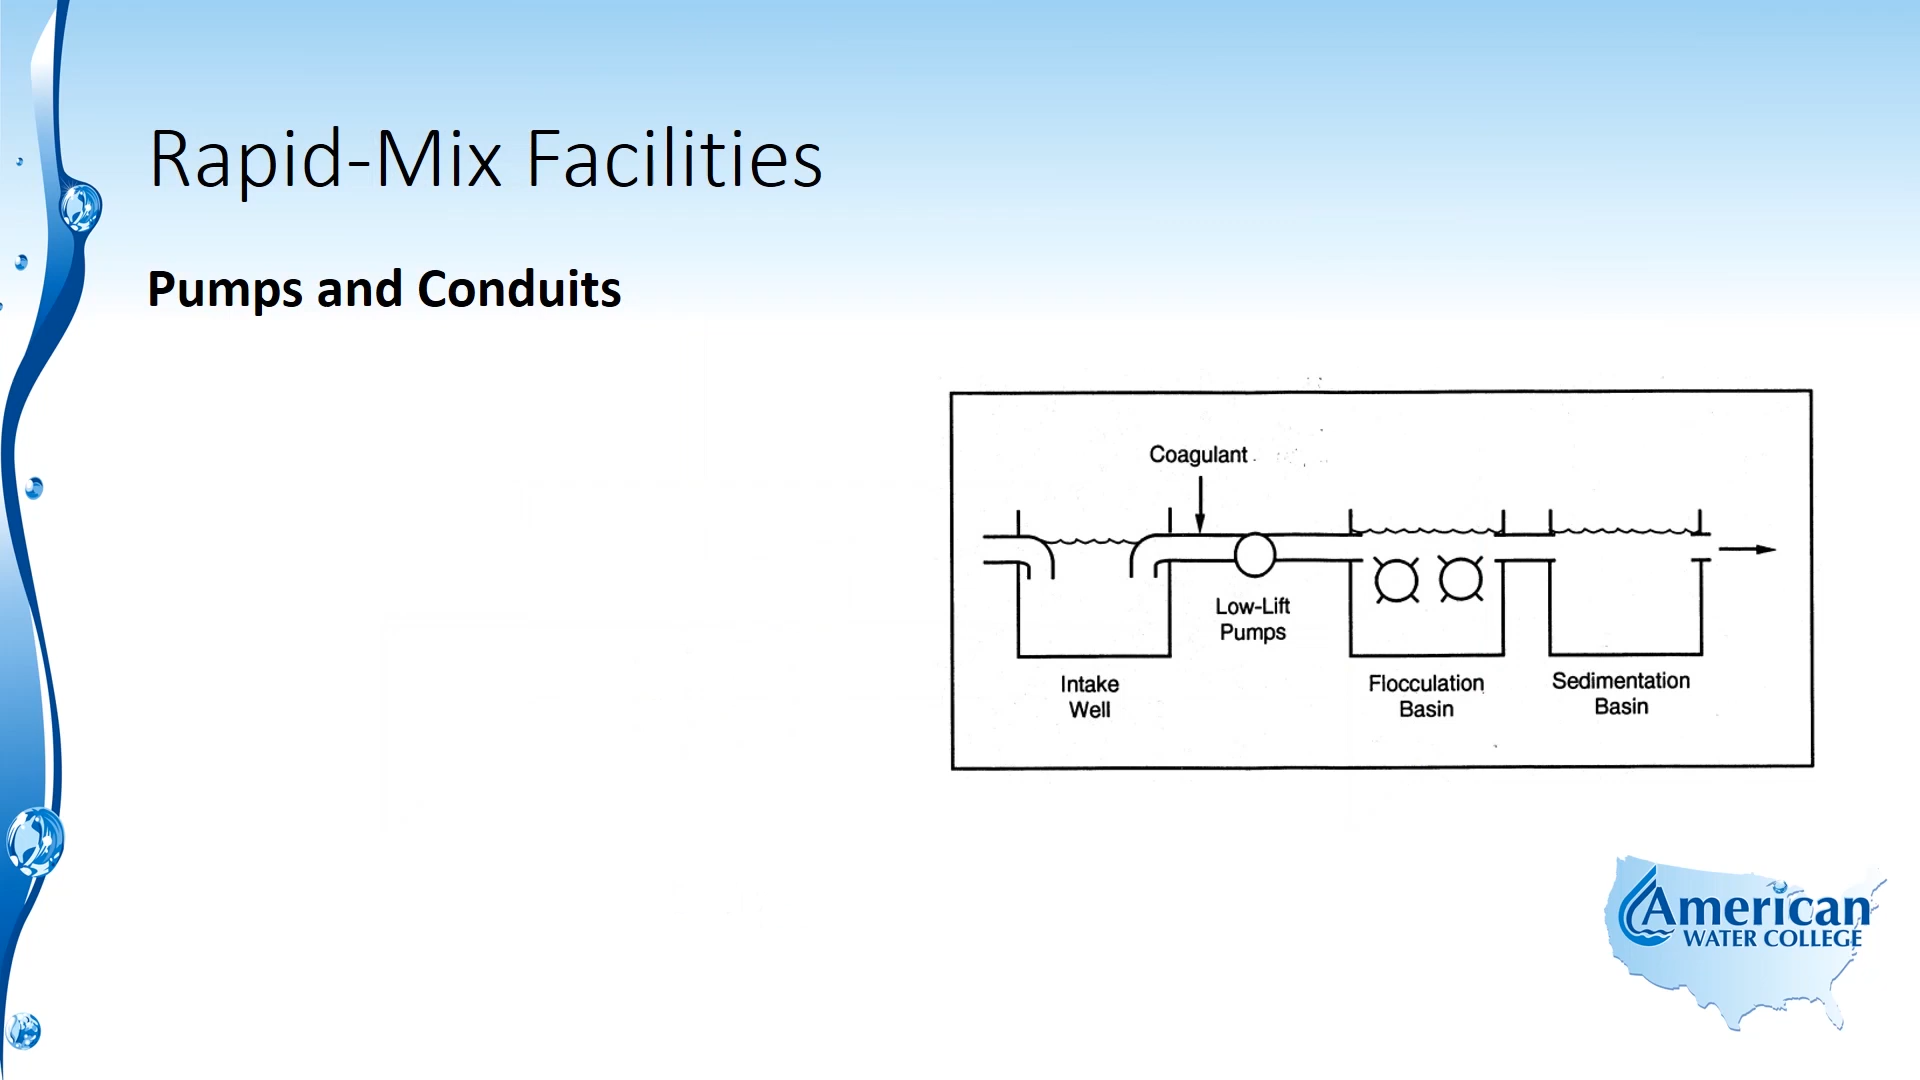 Rapid-Mix Facilities
Pumps and Conduits
Coagulant
Low-Lift
Pumps
Intake
Well
Flocculation
Basin
Sedimentation
Basin
American
WATER COLLEGE